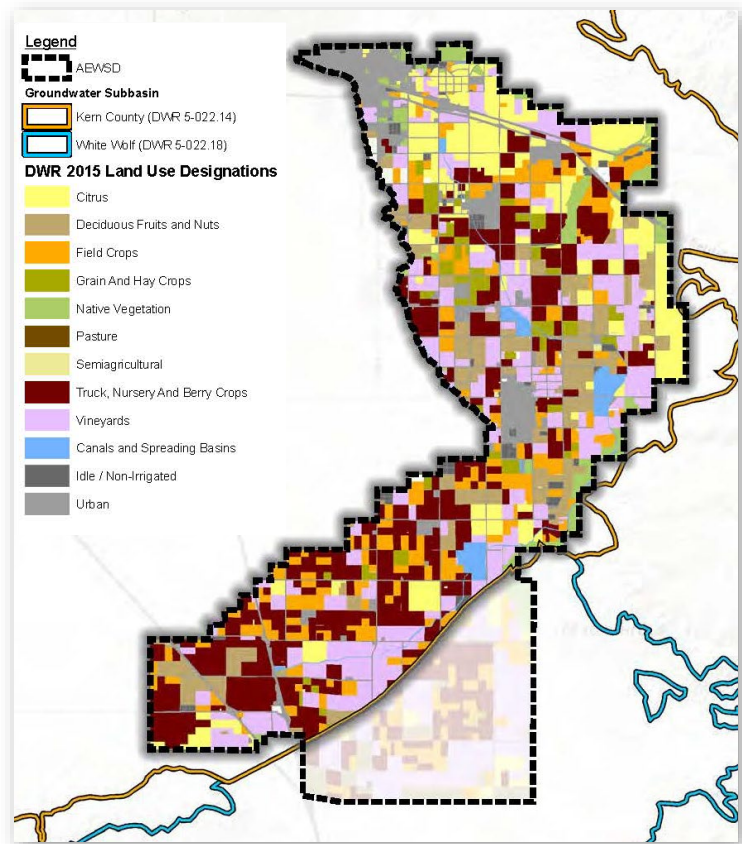 Legend
AEWSD
Groundwater Subbasin
Kern County (DWR 5-022.14)
White Wolf (DWR 5-022.18)
DWR 2015 Land Use Designations
Citrus
Deciduous Fruits and Nuts
Field Crops
Grain And Hay Crops
Native Vegetation
Pasture
Semiagricultural
Truck, Nursery And Berry Crops
Vineyards
Canals and Spreading Basins
Idle / Non-Irrigated
Urban